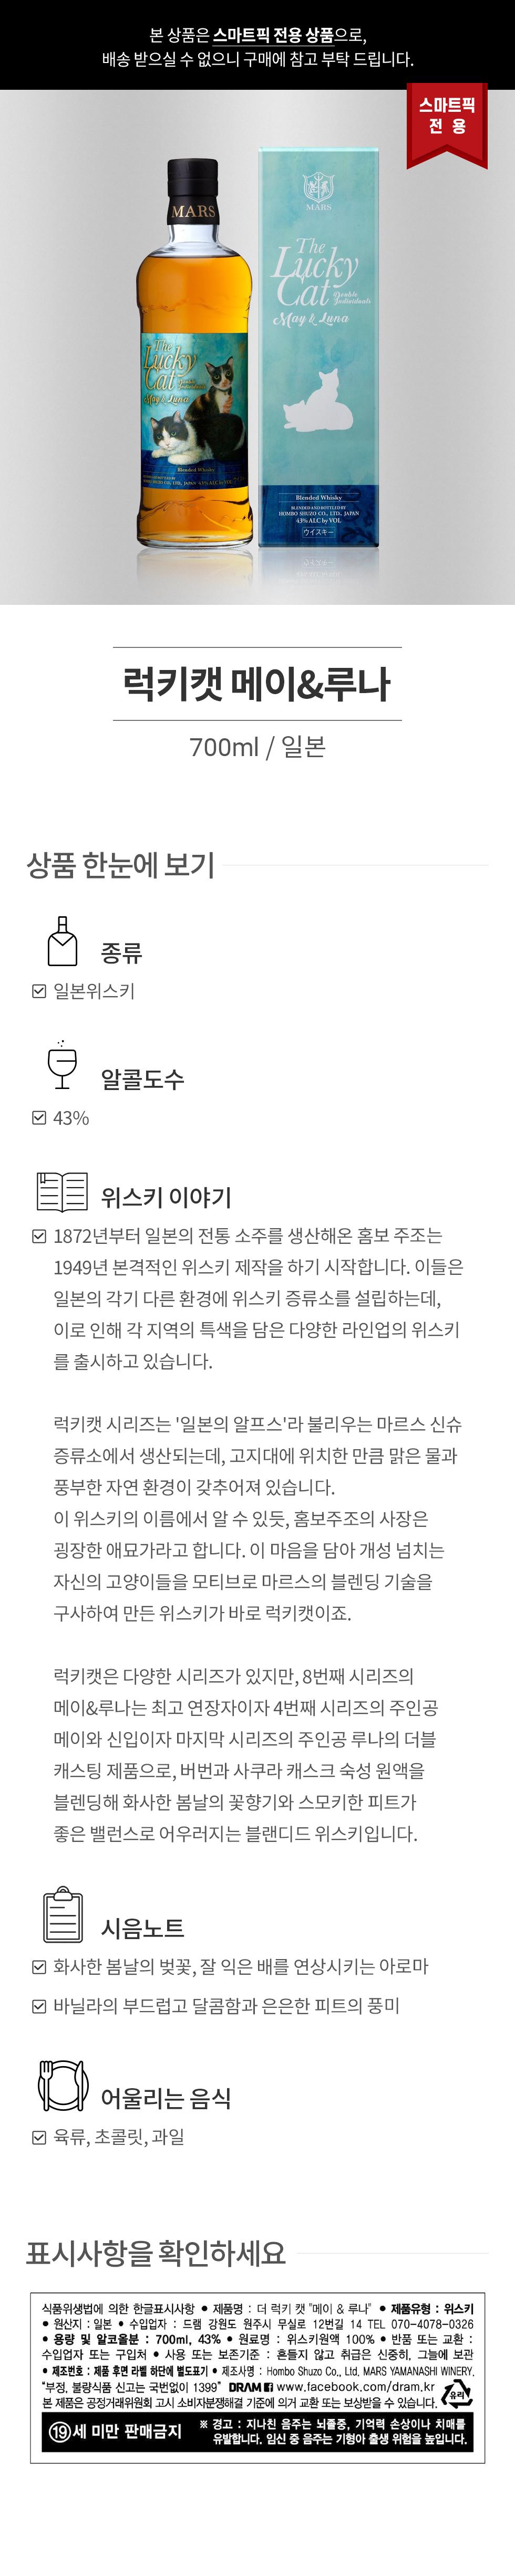 본 상품은 스마트픽 전용 상품으로,
배송 받으실 수 없으니 구매에 참고 부탁 드립니다.
스마트픽
전 용
MARS
MARS
The
Lucky
Cat
Double
Individuals
May & Luna
The
Lucky
Cat
May & Luna
Blended Whisky
Blended Whisky
BLENDED AND BOTTLED BY
HOMBO SHUZO CO., LTD., JAPAN
43% ALC by VOL
ウイスキー
럭키캣 메이&루나
700ml / 일본
상품 한눈에 보기
종류
일본위스키
알콜도수
43%
위스키 이야기
1872년부터 일본의 전통 소주를 생산해온 홈보 주조는
1949년 본격적인 위스키 제작을 하기 시작합니다. 이들은
일본의 각기 다른 환경에 위스키 증류소를 설립하는데,
이로 인해 각 지역의 특색을 담은 다양한 라인업의 위스키
를 출시하고 있습니다.
럭키캣 시리즈는 '일본의 알프스'라 불리우는 마르스 신슈
증류소에서 생산되는데, 고지대에 위치한 만큼 맑은 물과
풍부한 자연 환경이 갖추어져 있습니다.
이 위스키의 이름에서 알 수 있듯, 홈보주조의 사장은
굉장한 애묘가라고 합니다. 이 마음을 담아 개성 넘치는
자신의 고양이들을 모티브로 마르스의 블렌딩 기술을
구사하여 만든 위스키가 바로 럭키캣이죠.
럭키캣은 다양한 시리즈가 있지만, 8번째 시리즈의
메이&루나는 최고 연장자이자 4번째 시리즈의 주인공
메이와 신입이자 마지막 시리즈의 주인공 루나의 더블
캐스팅 제품으로, 버번과 사쿠라 캐스크 숙성 원액을
블렌딩해 화사한 봄날의 꽃향기와 스모키한 피트가
좋은 밸런스로 어우러지는 블랜디드 위스키입니다.
시음노트
화사한 봄날의 벚꽃, 잘 익은 배를 연상시키는 아로마
바닐라의 부드럽고 달콤함과 은은한 피트의 풍미
어울리는 음식
육류, 초콜릿, 과일
표시사항을 확인하세요
식품위생법에 의한 한글표시사항 • 제품명 : 더 럭키 캣 "메이 & 루나" • 제품유형 : 위스키
• 원산지 : 일본 • 수입업자 : 드램 강원도 원주시 무실로 12번길 14 TEL 070-4078-0326
• 용량 및 알코올분 : 700ml, 43% • 원료명 : 위스키원액 100% • 반품 또는 교환 :
수입업자 또는 구입처 • 사용 또는 보존기준 : 흔들지 않고 취급은 신중히, 그늘에 보관
• 제조번호 : 제품 후면 라벨 하단에 별도표기 • 제조사명 : Hombo Shuzo Co., Ltd. MARS YAMANASHI WINERY.
"부정, 불량식품 신고는 국번없이 1399" DRAM www.facebook.com/dram.kr 유리
본 제품은 공정거래위원회 고시 소비자분쟁해결 기준에 의거 교환 또는 보상받을 수 있습니다.
19세 미만 판매금지 ※ 경고 : 지나친 음주는 뇌졸중, 기억력 손상이나 치매를
유발합니다. 임신 중 음주는 기형아 출생 위험을 높입니다.